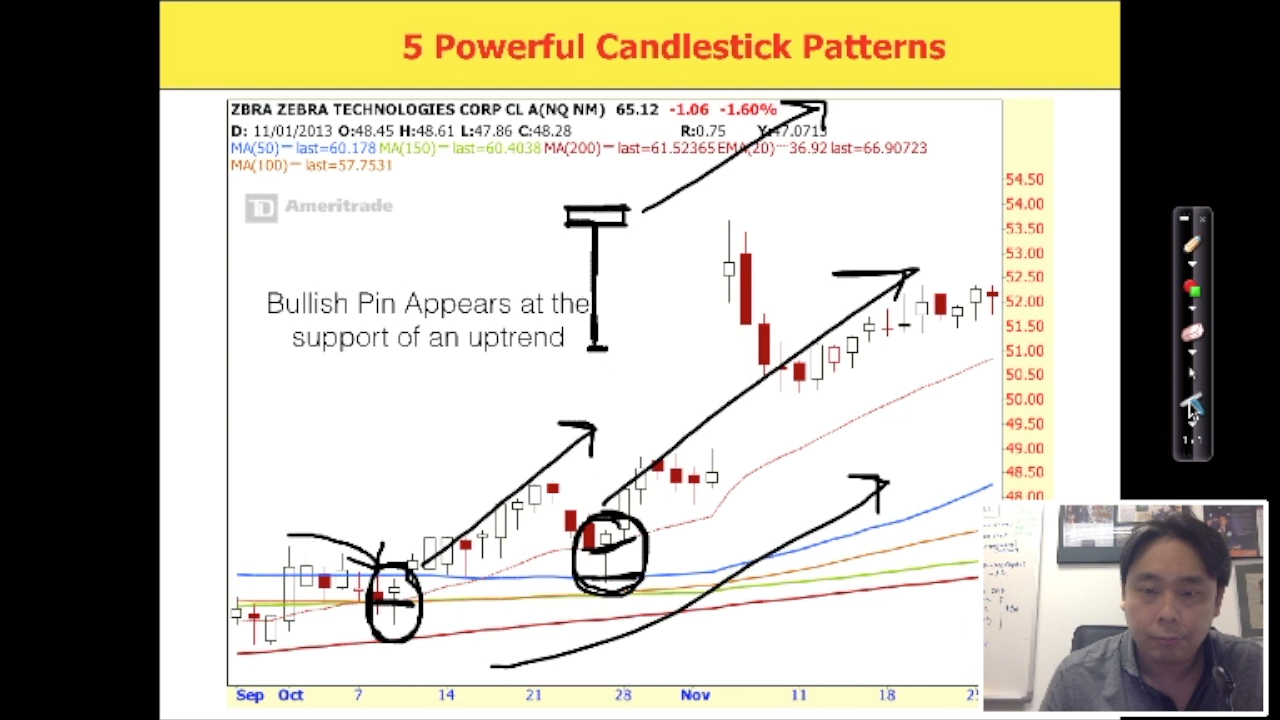 5 Powerful Candlestick Patterns
ZBRA ZEBRA TECHNOLOGIES CORP CL A(NQ NM) 65.12 -1.06 -1.60%
D: 11/01/2013 O:48.45 H:48.61 L:47.86 C:48.28 R:0.75 Y:47.0713
MA(50) last=60.178 MA(150) last=60.4038 MA(200) last=61.52365 EMA(20) 36.92 last=66.90723
MA(100) last=57.7531
TD Ameritrade
Bullish Pin Appears at the
support of an uptrend
54.50
54.00
53.50
53.00
52.50
52.00
51.50
51.00
50.50
50.00
49.50
49.00
48.50
48.00
Sep Oct 7 14 21 28 Nov 11 18